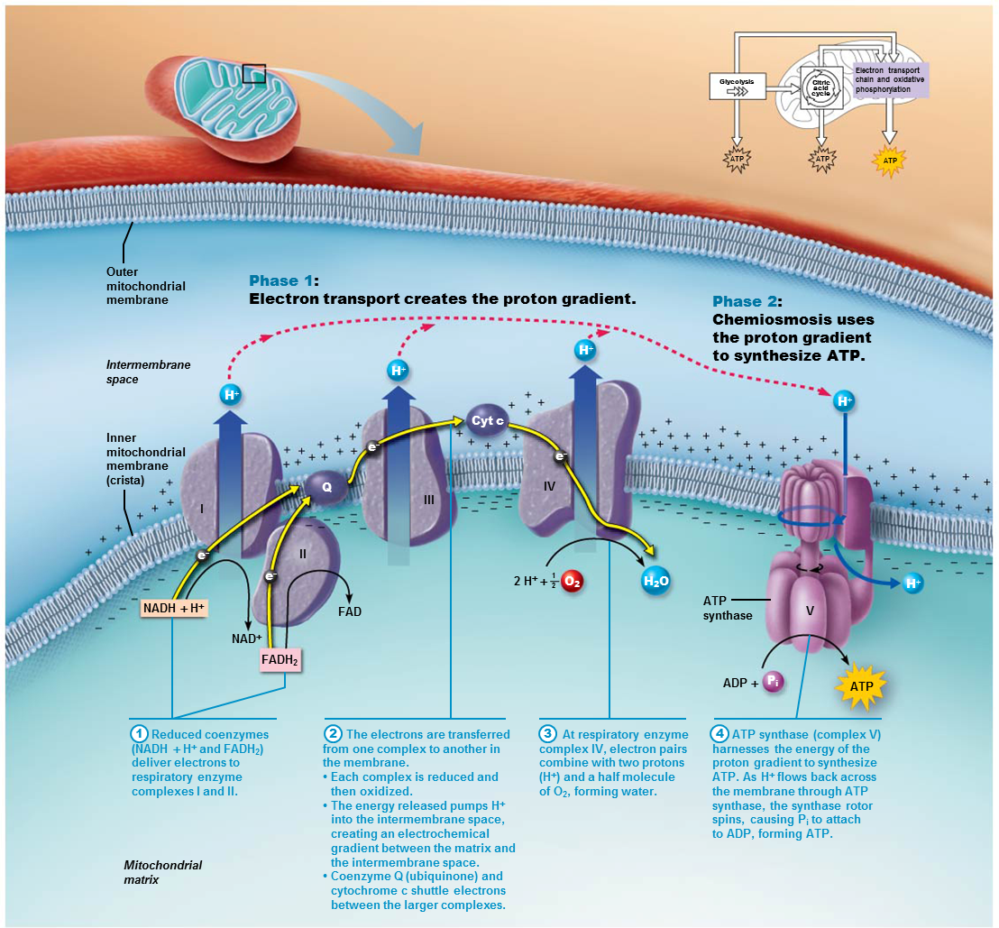 Glycolysis
Citric
acid
cycle
Electron transport
chain and oxidative
phosphorylation
ATP
ATP
ATP
Outer
mitochondrial
membrane
Phase 1:
Electron transport creates the proton gradient.
Phase 2:
Chemiosmosis uses
the proton gradient
to synthesize ATP.
Intermembrane
space
H+
H+
H+
H+
Inner
mitochondrial
membrane
(crista)
Cyt c
e-
e-
Q
I
III
IV
II
e-
e-
2 H+ + 1/2 O2
H2O
H+
NADH + H+
FAD
NAD+
FADH2
ATP
synthase
V
ADP + Pi
ATP
1 Reduced coenzymes
(NADH + H+ and FADH2)
deliver electrons to
respiratory enzyme
complexes I and II.
2 The electrons are transferred
from one complex to another in
the membrane.
• Each complex is reduced and
then oxidized.
• The energy released pumps H+
into the intermembrane space,
creating an electrochemical
gradient between the matrix and
the intermembrane space.
• Coenzyme Q (ubiquinone) and
cytochrome c shuttle electrons
between the larger complexes.
3 At respiratory enzyme
complex IV, electron pairs
combine with two protons
(H+) and a half molecule
of O2, forming water.
4 ATP synthase (complex V)
harnesses the energy of the
proton gradient to synthesize
ATP. As H+ flows back across
the membrane through ATP
synthase, the synthase rotor
spins, causing Pi to attach
to ADP, forming ATP.
Mitochondrial
matrix